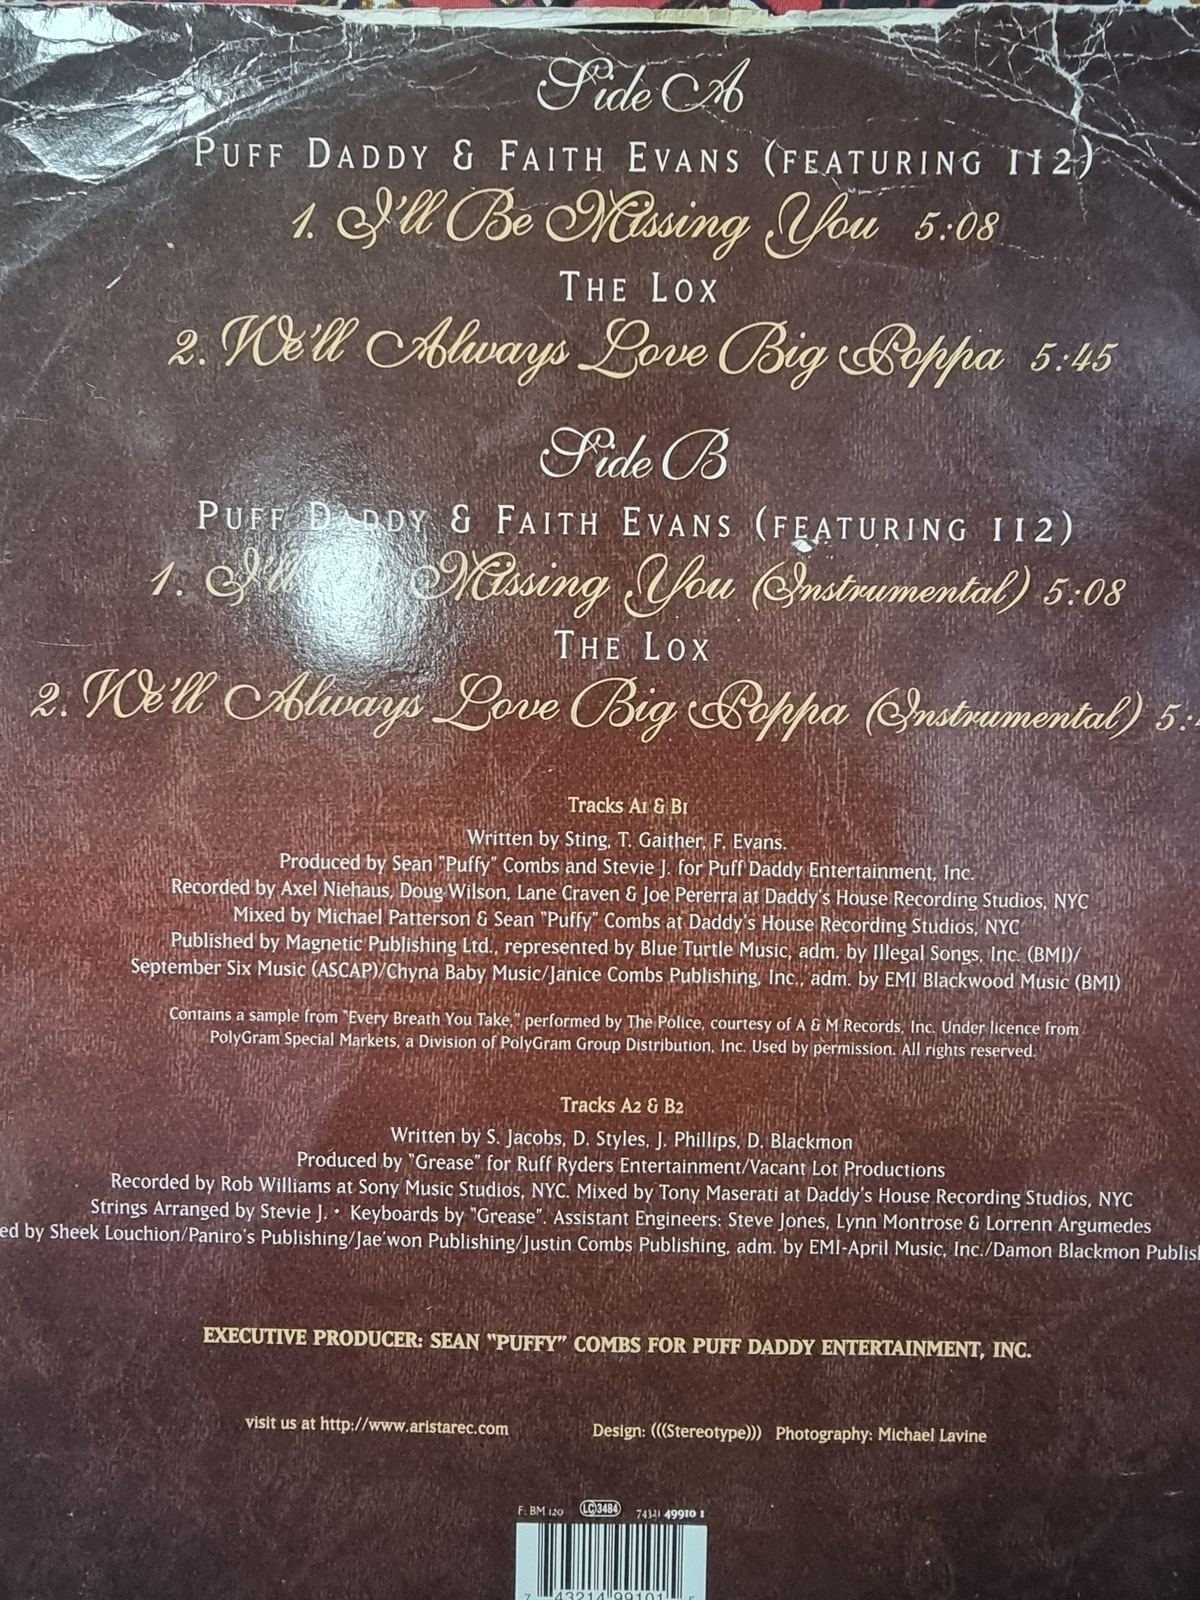 Side A
PUFF DADDY & FAITH EVANS (FEATURING 112)
1. I'll Be Missing You 5:08
THE LOX
2. We'll Always Love Big Poppa 5:45
Side B
PUFF DADDY & FAITH EVANS (FEATURING 112)
1. I'll Missing You (Instrumental) 5:08
THE LOX
2. We'll Always Love Big Poppa (Instrumental) 5:
Tracks A1 & B1
Written by Sting, T. Gaither, F. Evans.
Produced by Sean "Puffy" Combs and Stevie J. for Puff Daddy Entertainment, Inc.
Recorded by Axel Niehaus, Doug Wilson, Lane Craven & Joe Pererra at Daddy's House Recording Studios, NYC
Mixed by Michael Patterson & Sean "Puffy" Combs at Daddy's House Recording Studios, NYC
Published by Magnetic Publishing Ltd., represented by Blue Turtle Music, adm. by Illegal Songs, Inc. (BMI)/
September Six Music (ASCAP)/Chyna Baby Music/Janice Combs Publishing, Inc., adm. by EMI Blackwood Music (BMI)
Contains a sample from "Every Breath You Take," performed by The Police, courtesy of A & M Records, Inc. Under licence from
PolyGram Special Markets, a Division of PolyGram Group Distribution, Inc. Used by permission. All rights reserved.
Tracks A2 & B2
Written by S. Jacobs, D. Styles, J. Phillips, D. Blackmon
Produced by "Grease" for Ruff Ryders Entertainment/Vacant Lot Productions
Recorded by Rob Williams at Sony Music Studios, NYC. Mixed by Tony Maserati at Daddy's House Recording Studios, NYC
Strings Arranged by Stevie J. • Keyboards by "Grease". Assistant Engineers: Steve Jones, Lynn Montrose & Lorrenn Argumedes
ed by Sheek Louchion/Paniro's Publishing/Jae'won Publishing/Justin Combs Publishing, adm. by EMI-April Music, Inc./Damon Blackmon Publis
EXECUTIVE PRODUCER: SEAN "PUFFY" COMBS FOR PUFF DADDY ENTERTAINMENT, INC.
visit us at http://www.aristarec.com Design: (((Stereotype))) Photography: Michael Lavine
F: BM 120 LC 3484 74321 49910 1
7 43214 99101 5